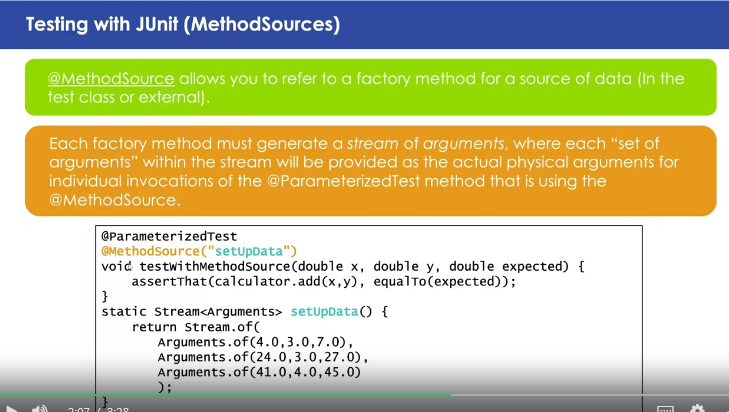 Testing with JUnit (MethodSources)
@MethodSource allows you to refer to a factory method for a source of data (In the
test class or external).
Each factory method must generate a stream of arguments, where each “set of
arguments” within the stream will be provided as the actual physical arguments for
individual invocations of the @ParameterizedTest method that is using the
@MethodSource.
@ParameterizedTest
@MethodSource("setUpData")
void testWithMethodSource(double x, double y, double expected) {
assertThat(calculator.add(x,y), equalTo(expected));
}
static Stream<Arguments> setUpData() {
return Stream.of(
Arguments.of(4.0,3.0,7.0),
Arguments.of(24.0,3.0,27.0),
Arguments.of(41.0,4.0,45.0)
);
}
2:07 / 3:28